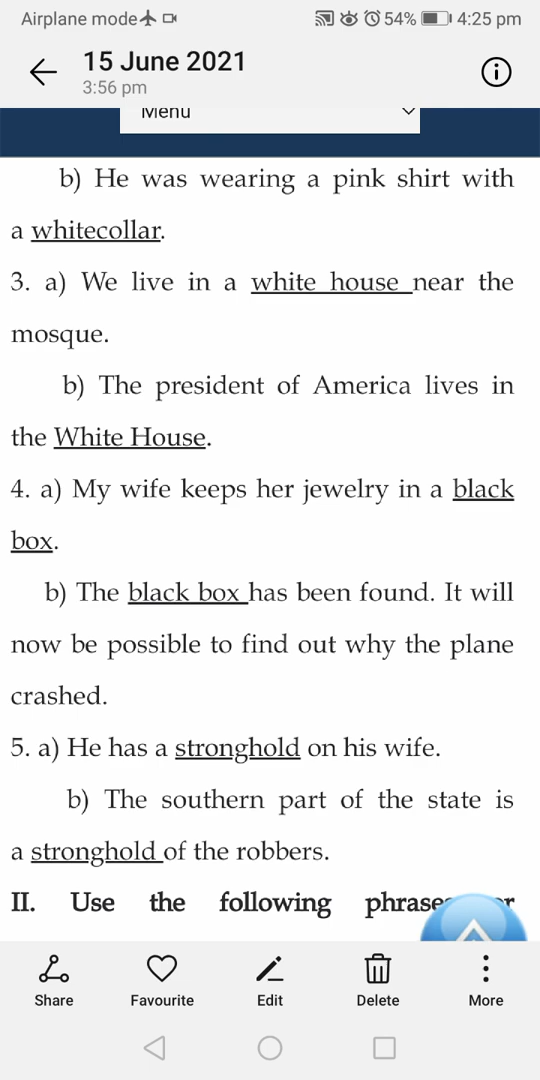 Airplane mode 54% 4:25 pm
15 June 2021
3:56 pm
Menu
b) He was wearing a pink shirt with
a whitecollar.
3. a) We live in a white house near the
mosque.
b) The president of America lives in
the White House.
4. a) My wife keeps her jewelry in a black
box.
b) The black box has been found. It will
now be possible to find out why the plane
crashed.
5. a) He has a stronghold on his wife.
b) The southern part of the state is
a stronghold of the robbers.
II. Use the following
Share Favourite Edit Delete More